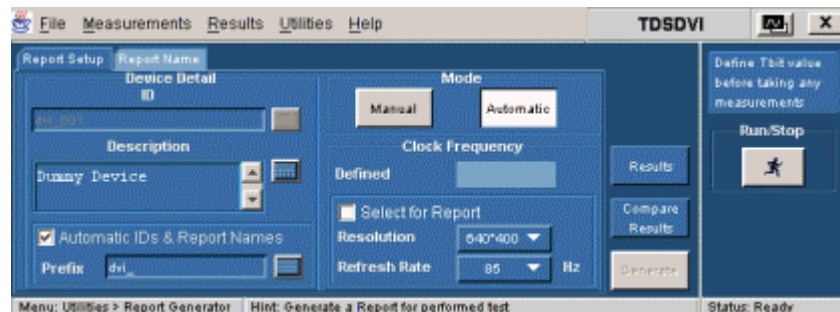 File Measurements Results Utilities Help TDSDVI X
Report Setup Report Name
Device Detail
ID
dvi_001
Description
Dummy Device
Automatic IDs & Report Names
Prefix dvi_
Mode
Manual Automatic
Clock Frequency
Defined
Select for Report
Resolution 640*400
Refresh Rate 85 Hz
Results
Compare
Results
Generate
Define Tbit value
before taking any
measurements
Run/Stop
Menu: Utilities > Report Generator Hint: Generate a Report for performed test Status: Ready